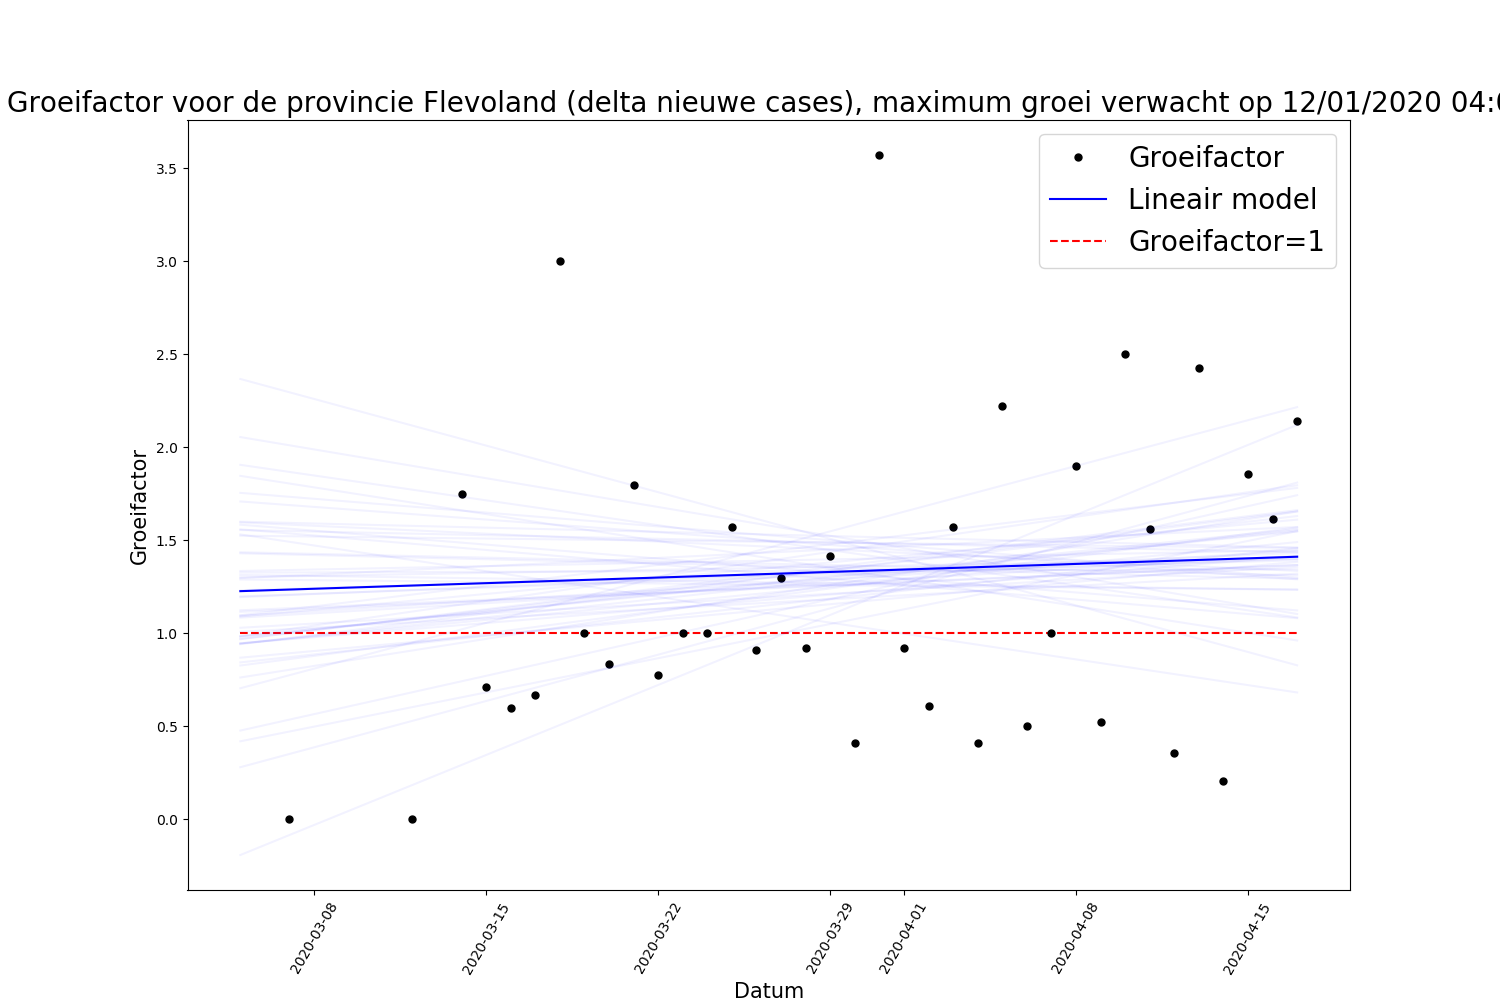 Groeifactor voor de provincie Flevoland (delta nieuwe cases), maximum groei verwacht op 12/01/2020 04:
Groeifactor
Lineair model
Groeifactor=1
Groeifactor
3.5
3.0
2.5
2.0
1.5
1.0
0.5
0.0
2020-03-08
2020-03-15
2020-03-22
2020-03-29
2020-04-01
2020-04-08
2020-04-15
Datum